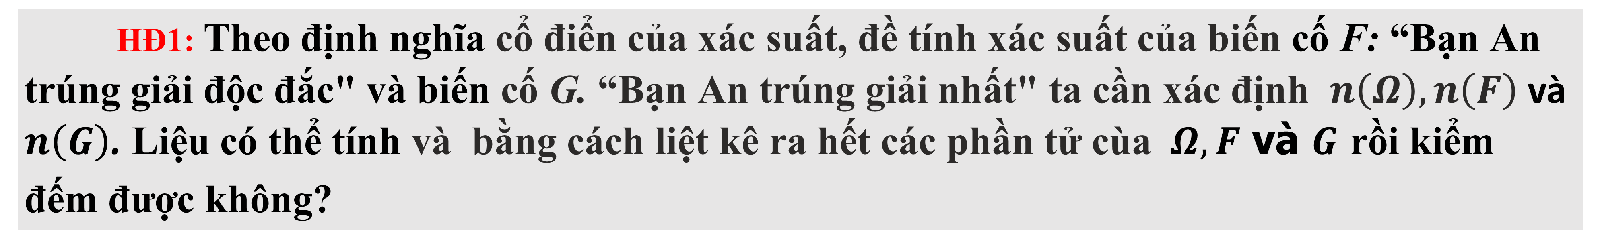 HĐ1: Theo định nghĩa cổ điển của xác suất, đề tính xác suất của biến cố F: “Bạn An
trúng giải độc đắc" và biến cố G. “Bạn An trúng giải nhất" ta cần xác định n(Ω), n(F) và
n(G). Liệu có thể tính và bằng cách liệt kê ra hết các phần tử cùa Ω, F và G rồi kiểm
đếm được không?